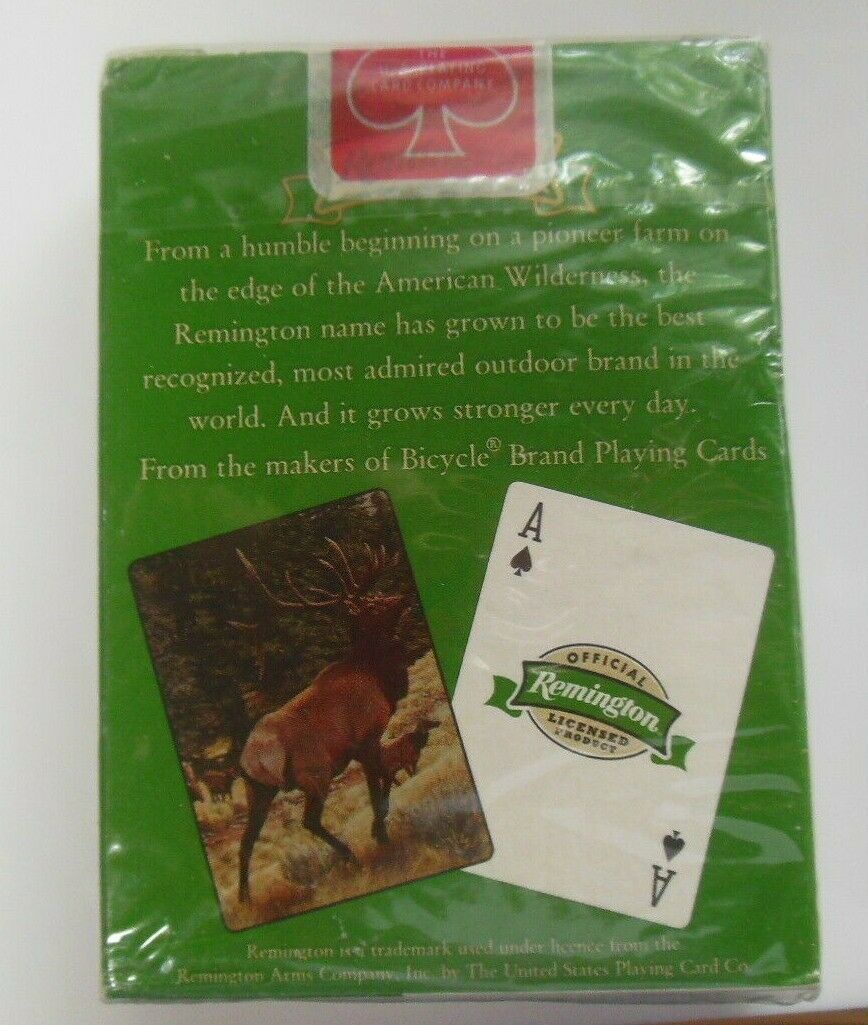 THE
CARD COMPANY
From a humble beginning on a pioneer farm on
the edge of the American Wilderness, the
Remington name has grown to be the best
recognized, most admired outdoor brand in the
world. And it grows stronger every day.
From the makers of Bicycle® Brand Playing Cards
A
OFFICIAL
Remington
LICENSED
PRODUCT
A
Remington is a trademark used under licence from the
Remington Arms Company, Inc. by The United States Playing Card Co.